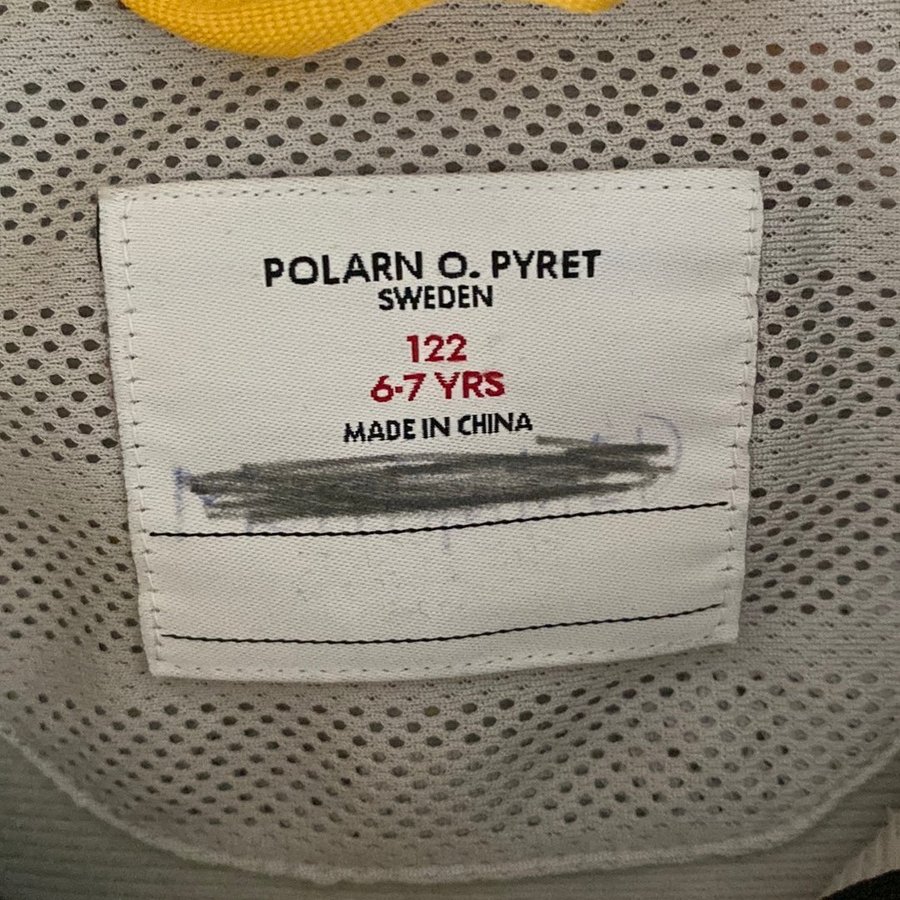 POLARN O. PYRET
SWEDEN
122
6-7 YRS
MADE IN CHINA